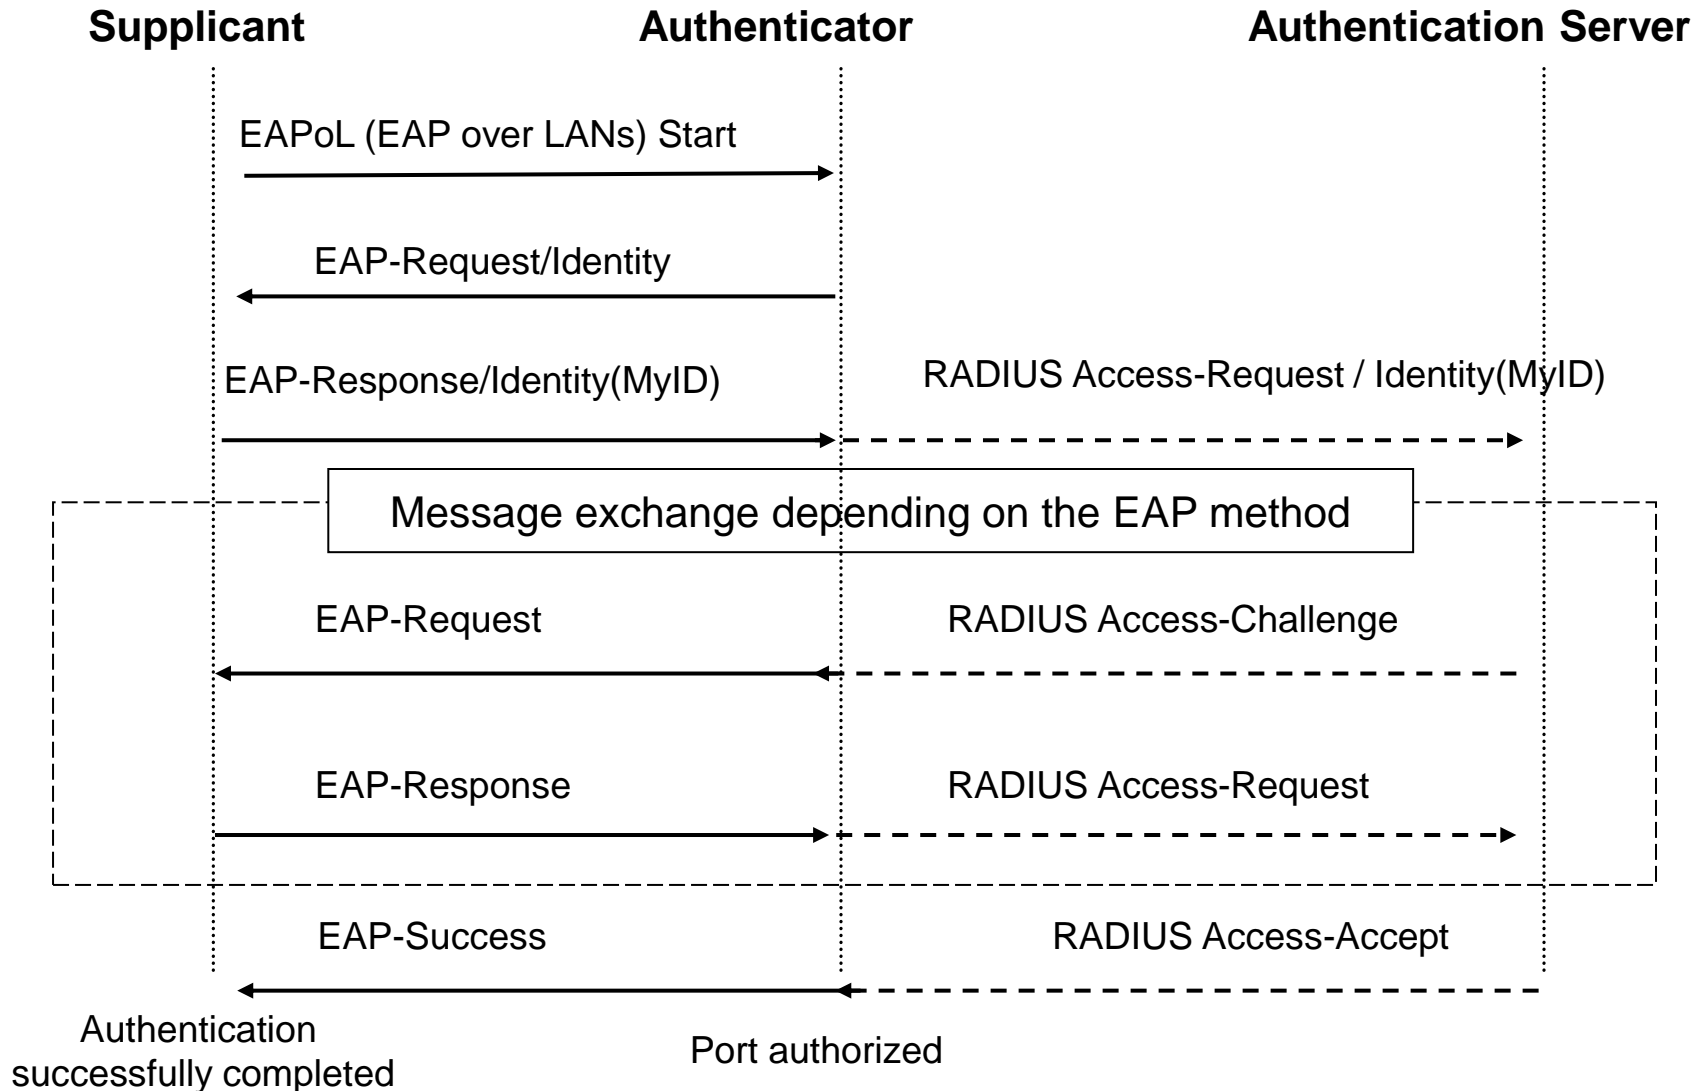 Supplicant
Authenticator
Authentication Server
EAPoL (EAP over LANs) Start
EAP-Request/Identity
EAP-Response/Identity(MyID)
RADIUS Access-Request / Identity(MyID)
Message exchange depending on the EAP method
EAP-Request
RADIUS Access-Challenge
EAP-Response
RADIUS Access-Request
EAP-Success
RADIUS Access-Accept
Authentication
successfully completed
Port authorized